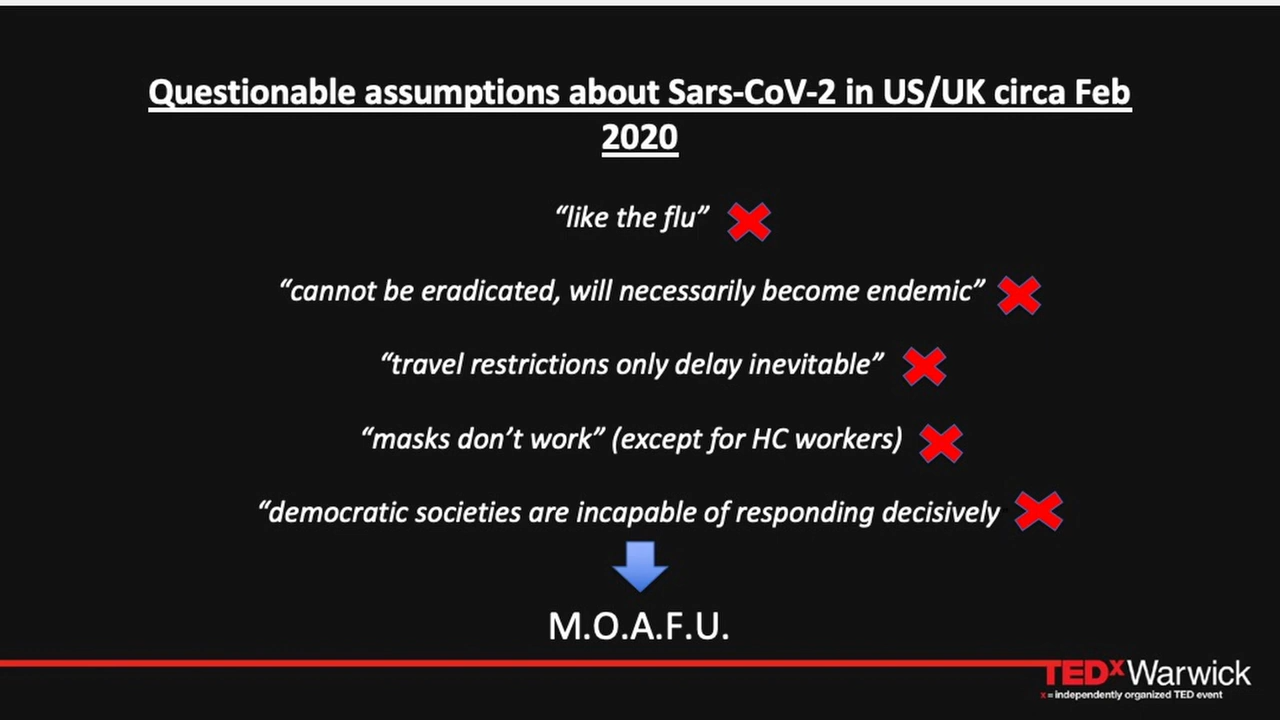 Questionable assumptions about Sars-CoV-2 in US/UK circa Feb
2020
“like the flu”
“cannot be eradicated, will necessarily become endemic”
“travel restrictions only delay inevitable”
“masks don’t work” (except for HC workers)
“democratic societies are incapable of responding decisively
M.O.A.F.U.
TEDxWarwick
x = independently organized TED event